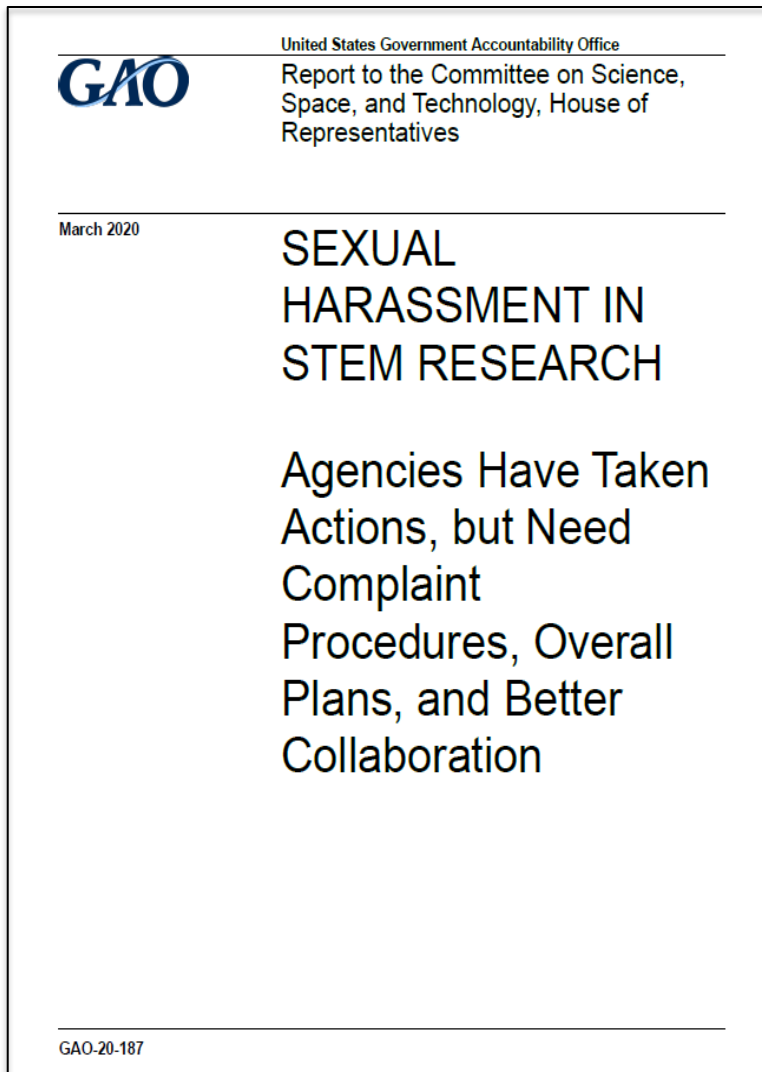 United States Government Accountability Office
GAO
Report to the Committee on Science,
Space, and Technology, House of
Representatives
March 2020
SEXUAL
HARASSMENT IN
STEM RESEARCH
Agencies Have Taken
Actions, but Need
Complaint
Procedures, Overall
Plans, and Better
Collaboration
GAO-20-187